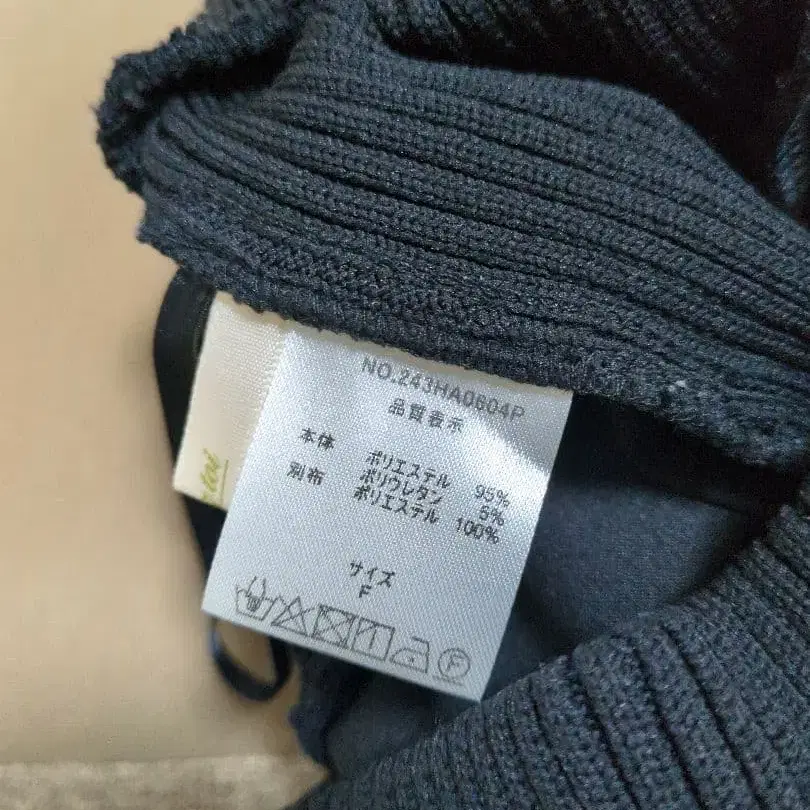 NO.243HA0604P
品質表示
本体 ポリエステル 95%
ポリウレタン 5%
別布 ポリエステル 100%
サイズ
F
F